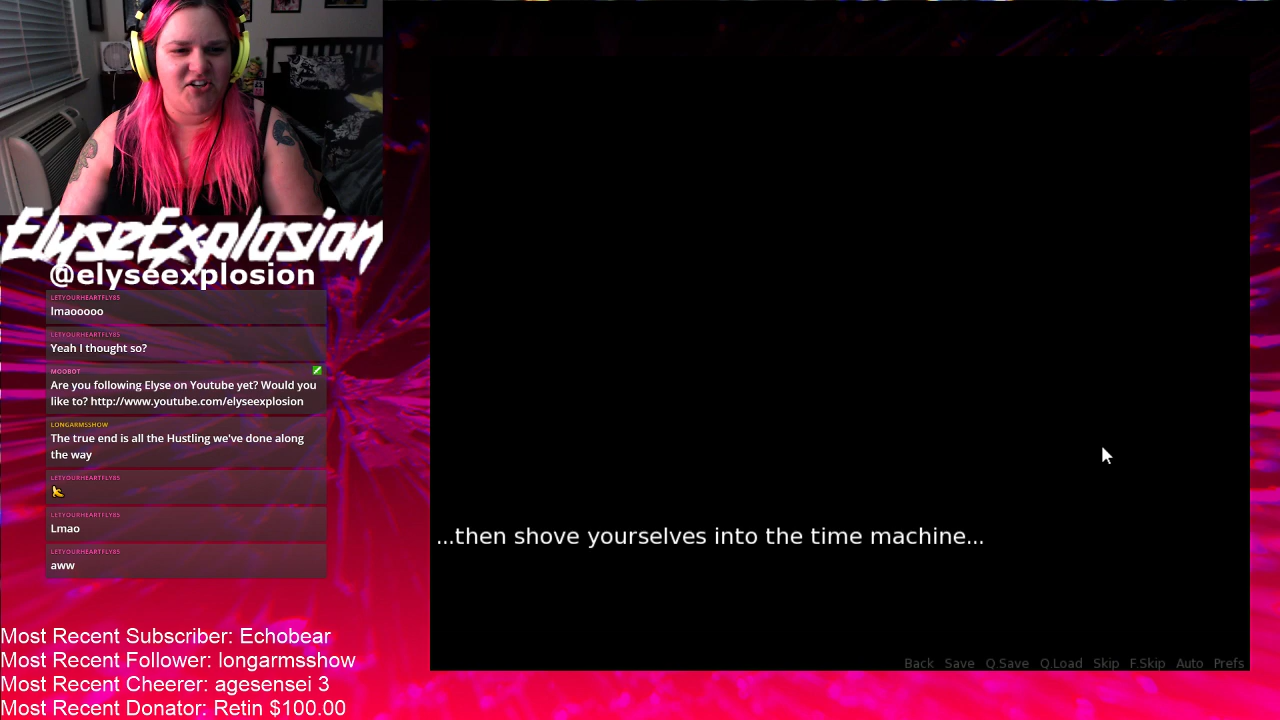 ElyseExplosion
@elyseexplosion
LETYOURHEARTFLY85
lmaooooo
LETYOURHEARTFLY85
Yeah I thought so?
MOOBOT
Are you following Elyse on Youtube yet? Would you
like to? http://www.youtube.com/elyseexplosion
LONGARMSSHOW
The true end is all the Hustling we've done along
the way
LETYOURHEARTFLY85
LETYOURHEARTFLY85
Lmao
LETYOURHEARTFLY85
aww
Most Recent Subscriber: Echobear
Most Recent Follower: longarmsshow
Most Recent Cheerer: agesensei 3
Most Recent Donator: Retin $100.00
...then shove yourselves into the time machine...
Back Save Q.Save Q.Load Skip F.Skip Auto Prefs